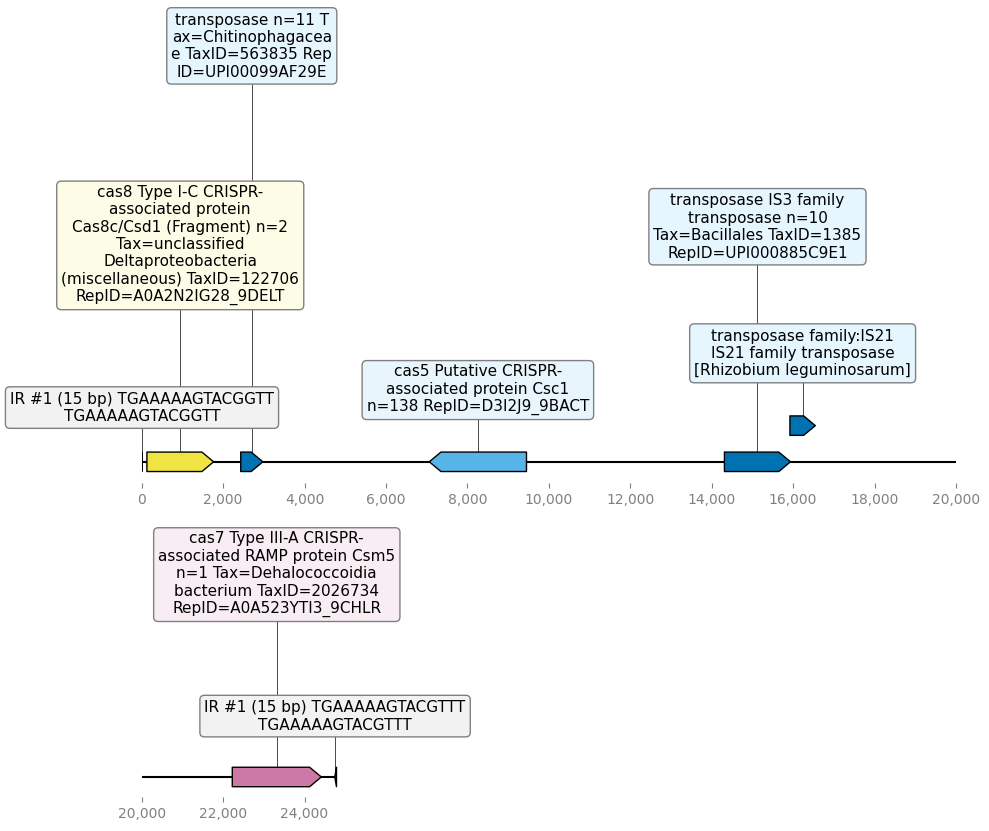 transposase n=11 T
ax=Chitinophagacea
e TaxID=563835 Rep
ID=UPI00099AF29E
cas8 Type I-C CRISPR-
associated protein
Cas8c/Csd1 (Fragment) n=2
Tax=unclassified
Deltaproteobacteria
(miscellaneous) TaxID=122706
RepID=A0A2N2IG28_9DELT
transposase IS3 family
transposase n=10
Tax=Bacillales TaxID=1385
RepID=UPI000885C9E1
transposase family:IS21
IS21 family transposase
[Rhizobium leguminosarum]
cas5 Putative CRISPR-
associated protein Csc1
n=138 RepID=D3I2J9_9BACT
IR #1 (15 bp) TGAAAAAGTACGGTT
TGAAAAAGTACGGTT
0 2,000 4,000 6,000 8,000 10,000 12,000 14,000 16,000 18,000 20,000
cas7 Type III-A CRISPR-
associated RAMP protein Csm5
n=1 Tax=Dehalococcoidia
bacterium TaxID=2026734
RepID=A0A523YTI3_9CHLR
IR #1 (15 bp) TGAAAAAGTACGTTT
TGAAAAAGTACGTTT
20,000 22,000 24,000